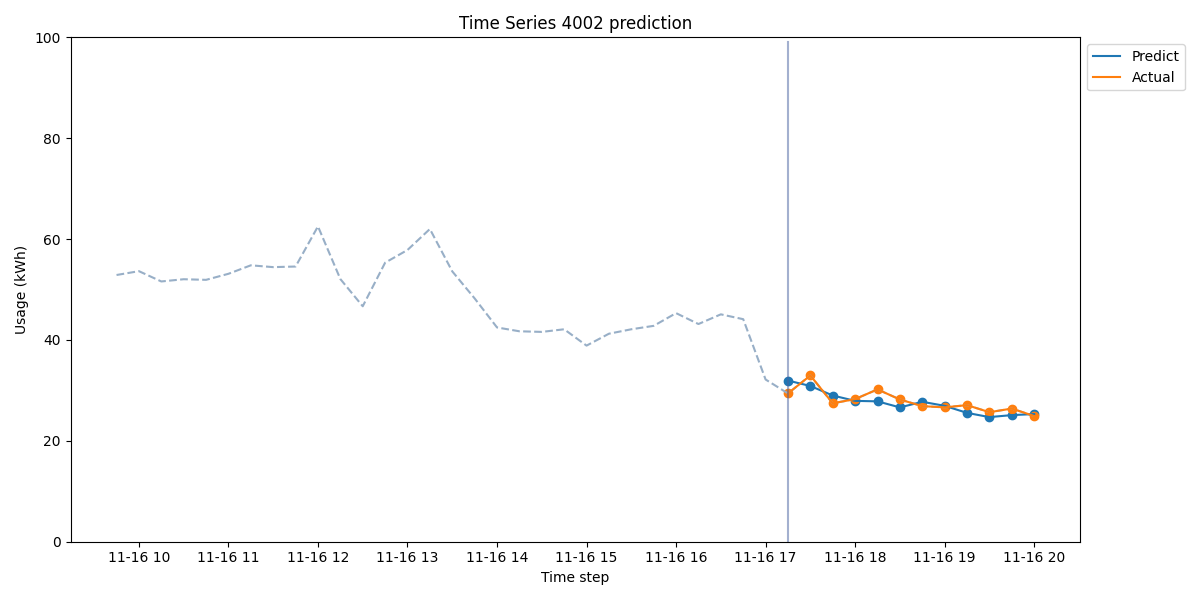 Time Series 4002 prediction
100
80
60
40
20
0
Usage (kWh)
11-16 10 11-16 11 11-16 12 11-16 13 11-16 14 11-16 15 11-16 16 11-16 17 11-16 18 11-16 19 11-16 20
Time step
Predict
Actual